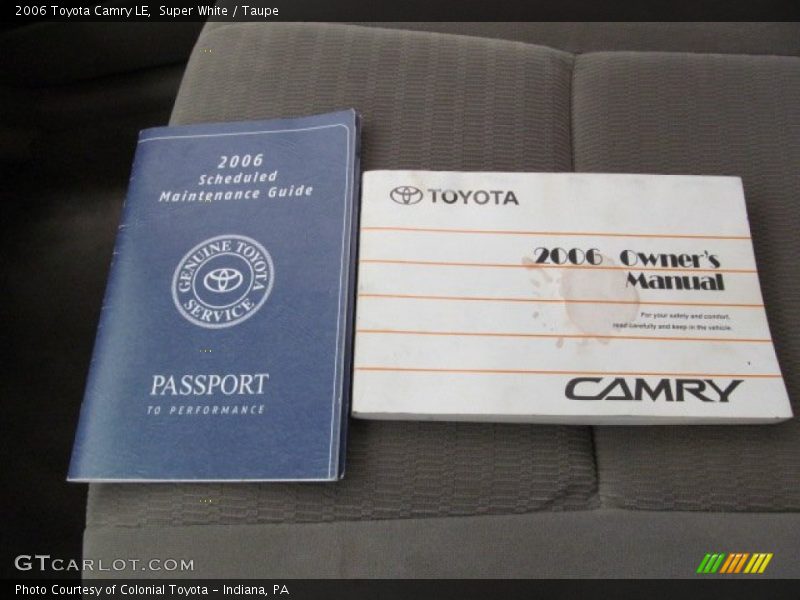 2006 Toyota Camry LE,  Super White / Taupe
2006
Scheduled
Maintenance Guide
GENUINE TOYOTA
SERVICE
PASSPORT
TO PERFORMANCE
TOYOTA
2006 Owner's
Manual
For your safety and comfort,
read carefully and keep in the vehicle.
CAMRY
GTCARLOT.COM
Photo Courtesy of Colonial Toyota - Indiana, PA